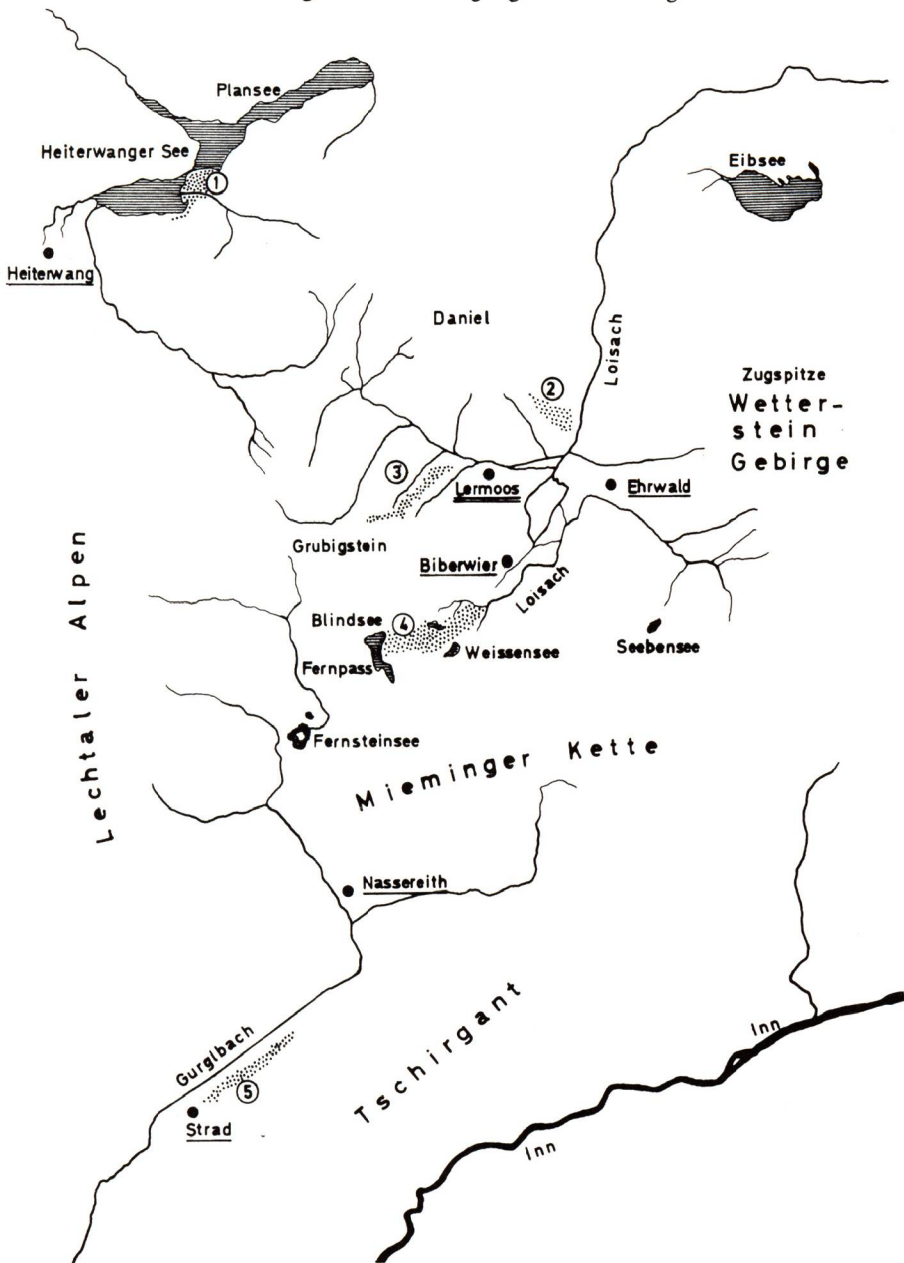 Plansee
Heiterwanger See
Eibsee
①
Heiterwang
Daniel
Loisach
Zugspitze
Wetter-
stein
Gebirge
②
③
Lermoos
Ehrwald
Grubigstein
Biberwier
Loisach
Lechtaler Alpen
Blindsee
④
Weissensee
Seebensee
Fernpass
Fernsteinsee
Mieminger Kette
Nassereith
Tschirgant
Gurglbach
Inn
⑤
Strad
Inn